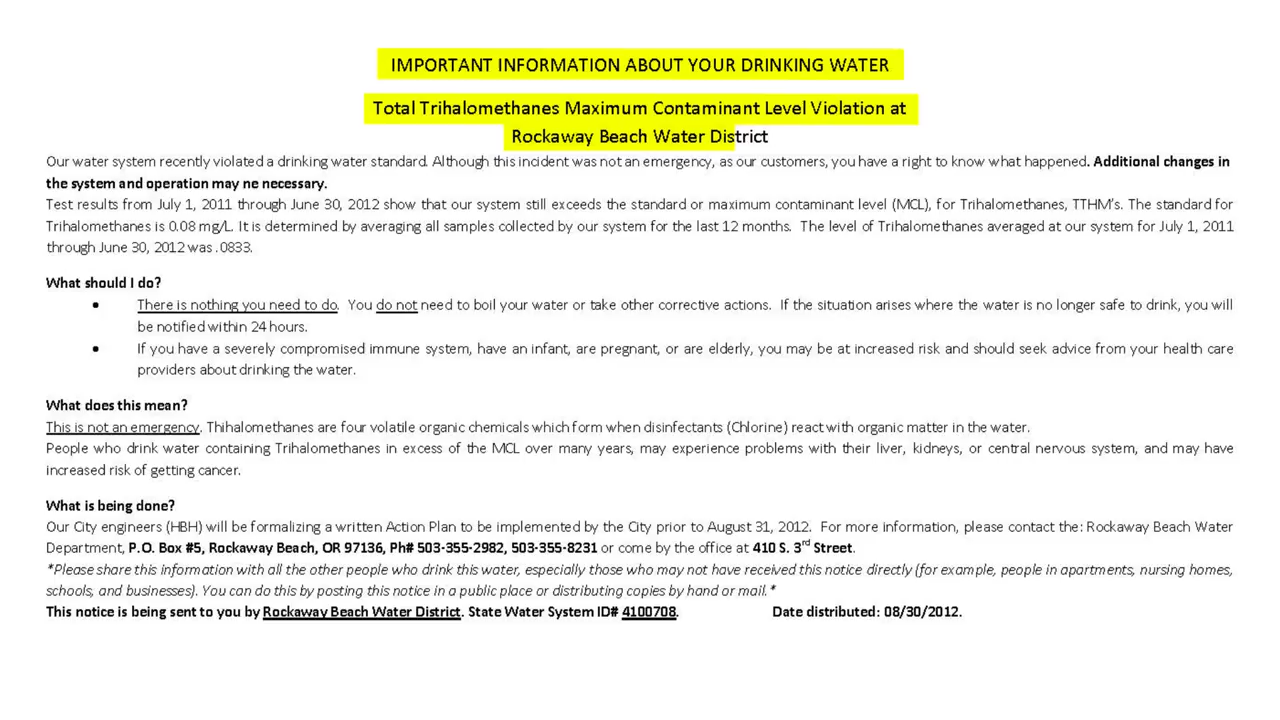 IMPORTANT INFORMATION ABOUT YOUR DRINKING WATER
Total Trihalomethanes Maximum Contaminant Level Violation at
Rockaway Beach Water District
Our water system recently violated a drinking water standard. Although this incident was not an emergency, as our customers, you have a right to know what happened. Additional changes in
the system and operation may ne necessary.
Test results from July 1, 2011 through June 30, 2012 show that our system still exceeds the standard or maximum contaminant level (MCL), for Trihalomethanes, TTHM's. The standard for
Trihalomethanes is 0.08 mg/L. It is determined by averaging all samples collected by our system for the last 12 months. The level of Trihalomethanes averaged at our system for July 1, 2011
through June 30, 2012 was .0833.
What should I do?
• There is nothing you need to do. You do not need to boil your water or take other corrective actions. If the situation arises where the water is no longer safe to drink, you will
be notified within 24 hours.
• If you have a severely compromised immune system, have an infant, are pregnant, or are elderly, you may be at increased risk and should seek advice from your health care
providers about drinking the water.
What does this mean?
This is not an emergency. Thihalomethanes are four volatile organic chemicals which form when disinfectants (Chlorine) react with organic matter in the water.
People who drink water containing Trihalomethanes in excess of the MCL over many years, may experience problems with their liver, kidneys, or central nervous system, and may have
increased risk of getting cancer.
What is being done?
Our City engineers (HBH) will be formalizing a written Action Plan to be implemented by the City prior to August 31, 2012. For more information, please contact the: Rockaway Beach Water
Department, P.O. Box #5, Rockaway Beach, OR 97136, Ph# 503-355-2982, 503-355-8231 or come by the office at 410 S. 3rd Street.
*Please share this information with all the other people who drink this water, especially those who may not have received this notice directly (for example, people in apartments, nursing homes,
schools, and businesses). You can do this by posting this notice in a public place or distributing copies by hand or mail.*
This notice is being sent to you by Rockaway Beach Water District. State Water System ID# 4100708. Date distributed: 08/30/2012.